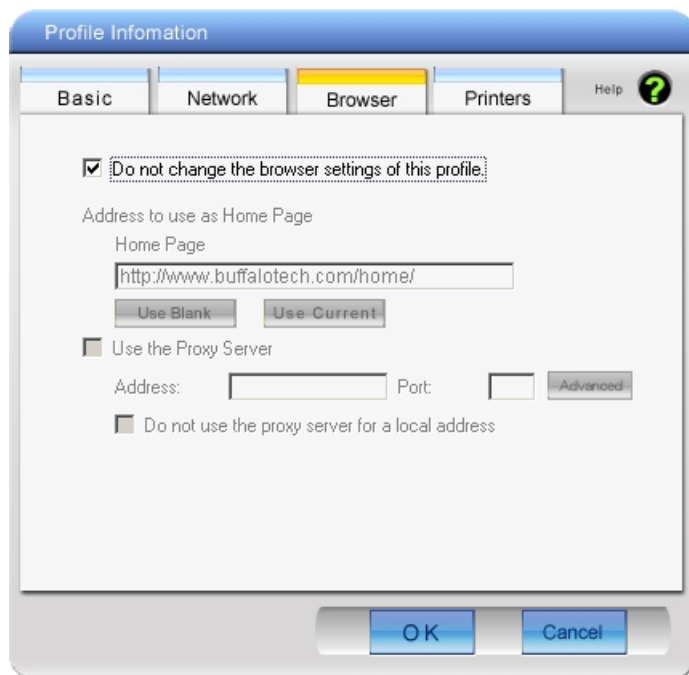 Profile Infomation
Basic Network Browser Printers Help ?
Do not change the browser settings of this profile.
Address to use as Home Page
Home Page
http://www.buffalotech.com/home/
Use Blank Use Current
Use the Proxy Server
Address: Port: Advanced
Do not use the proxy server for a local address
OK Cancel